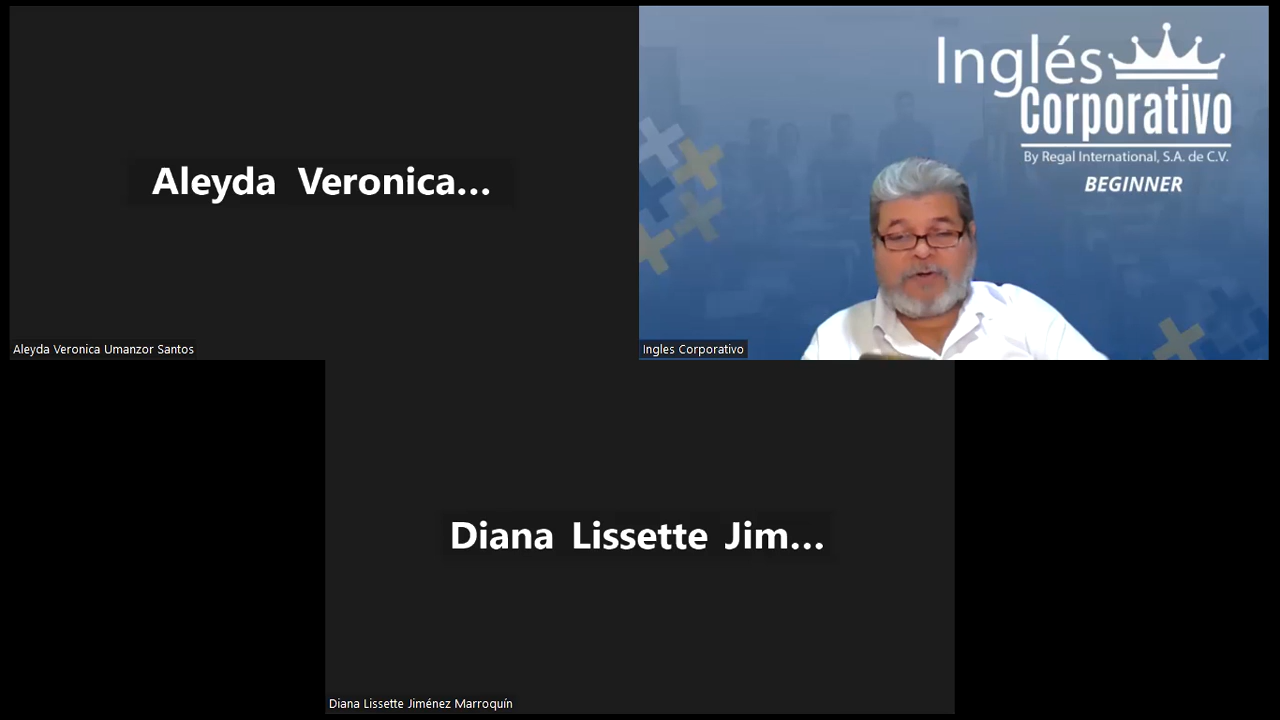 Aleyda Veronica...
Aleyda Veronica Umanzor Santos
Inglés
Corporativo
By Regal International, S.A. de C.V.
BEGINNER
Ingles Corporativo
Diana Lissette Jim...
Diana Lissette Jiménez Marroquín